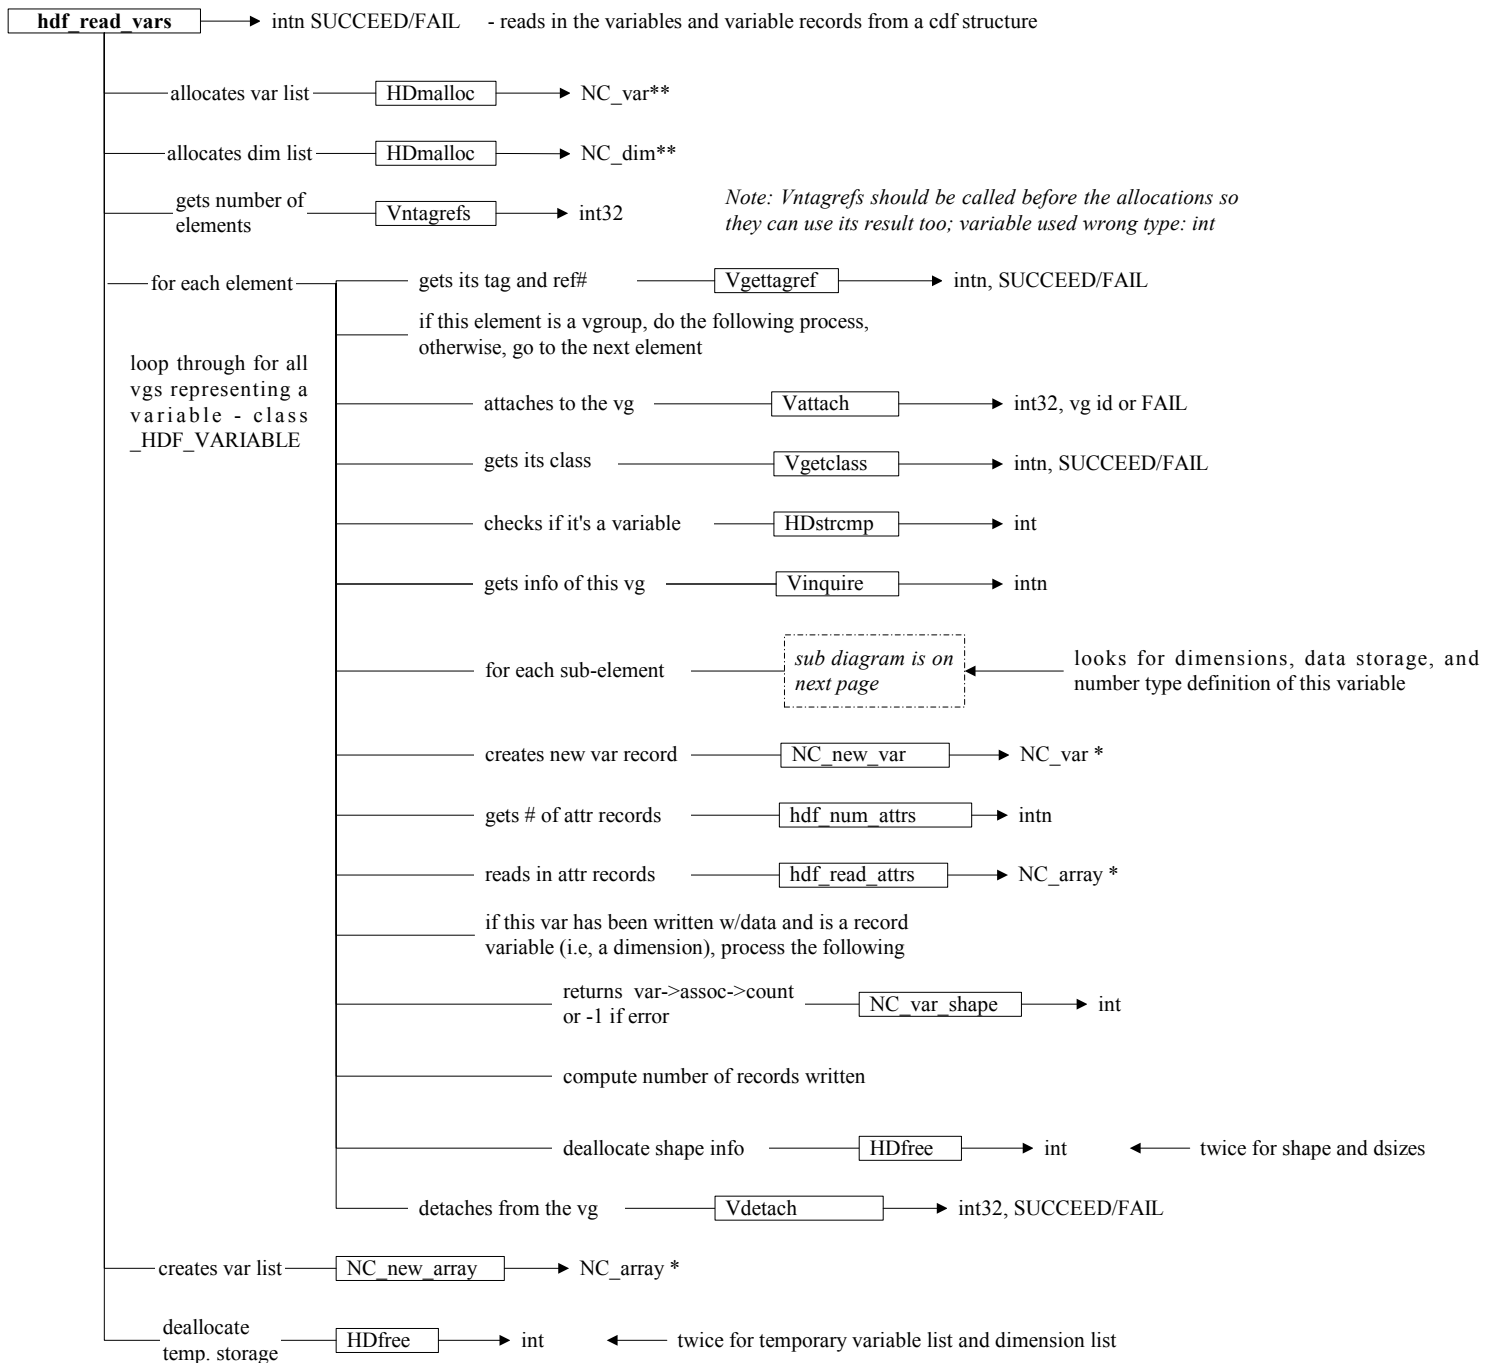 hdf_read_vars intn SUCCEED/FAIL - reads in the variables and variable records from a cdf structure
allocates var list HDmalloc NC_var**
allocates dim list HDmalloc NC_dim**
gets number of
elements
Vntagrefs int32
Note: Vntagrefs should be called before the allocations so
they can use its result too; variable used wrong type: int
for each element
gets its tag and ref# Vgettagref intn, SUCCEED/FAIL
if this element is a vgroup, do the following process,
otherwise, go to the next element
loop through for all
vgs representing a
variable - class
_HDF_VARIABLE
attaches to the vg Vattach int32, vg id or FAIL
gets its class Vgetclass intn, SUCCEED/FAIL
checks if it's a variable HDstrcmp int
gets info of this vg Vinquire intn
for each sub-element
sub diagram is on
next page
looks for dimensions, data storage, and
number type definition of this variable
creates new var record NC_new_var NC_var *
gets # of attr records hdf_num_attrs intn
reads in attr records hdf_read_attrs NC_array *
if this var has been written w/data and is a record
variable (i.e, a dimension), process the following
returns var->assoc->count
or -1 if error
NC_var_shape int
compute number of records written
deallocate shape info HDfree int twice for shape and dsizes
detaches from the vg Vdetach int32, SUCCEED/FAIL
creates var list NC_new_array NC_array *
deallocate
temp. storage
HDfree int twice for temporary variable list and dimension list